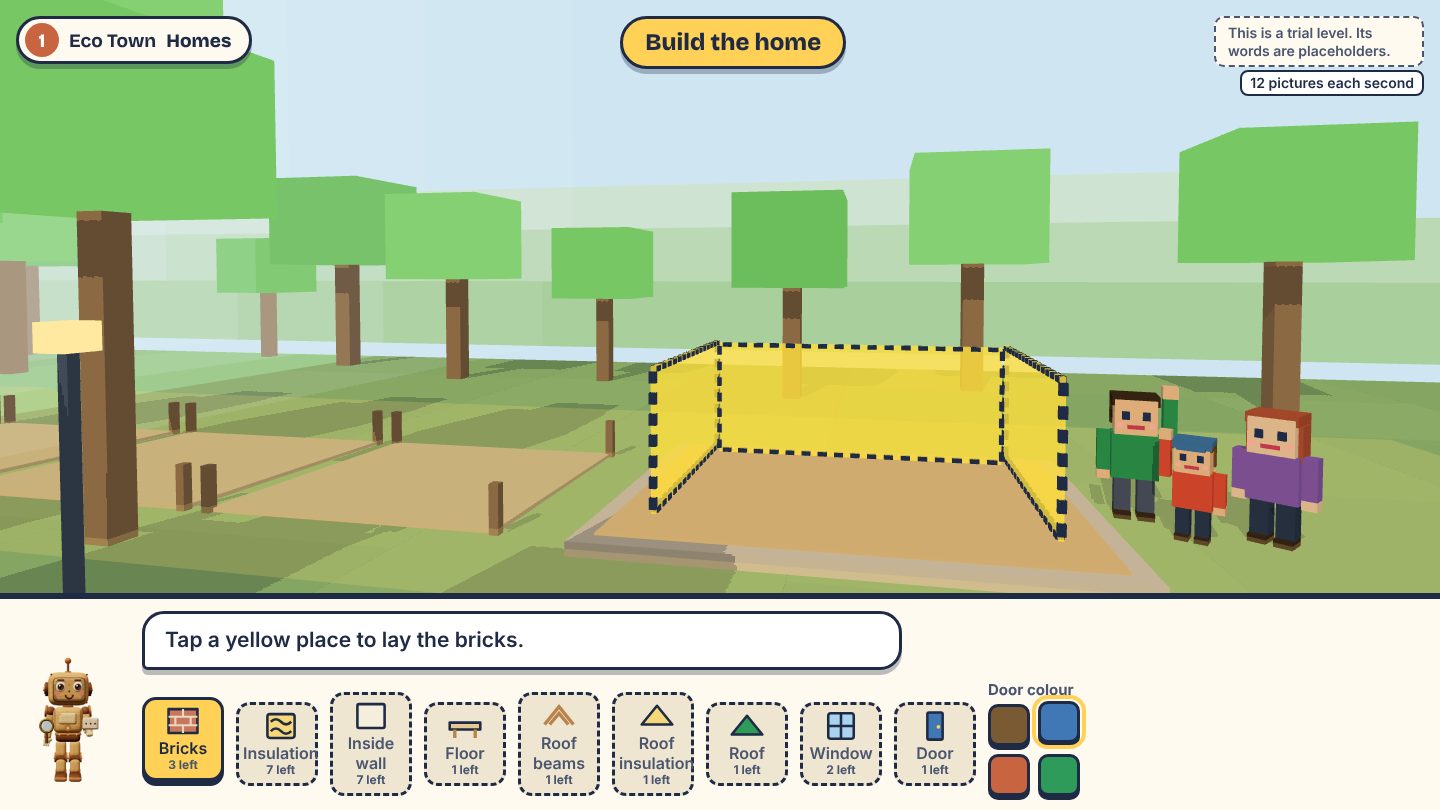 1 Eco Town Homes
Build the home
This is a trial level. Its
words are placeholders.
12 pictures each second
Tap a yellow place to lay the bricks.
Bricks
3 left
Insulation
7 left
Inside
wall
7 left
Floor
1 left
Roof
beams
1 left
Roof
insulation
1 left
Roof
1 left
Window
2 left
Door
1 left
Door colour